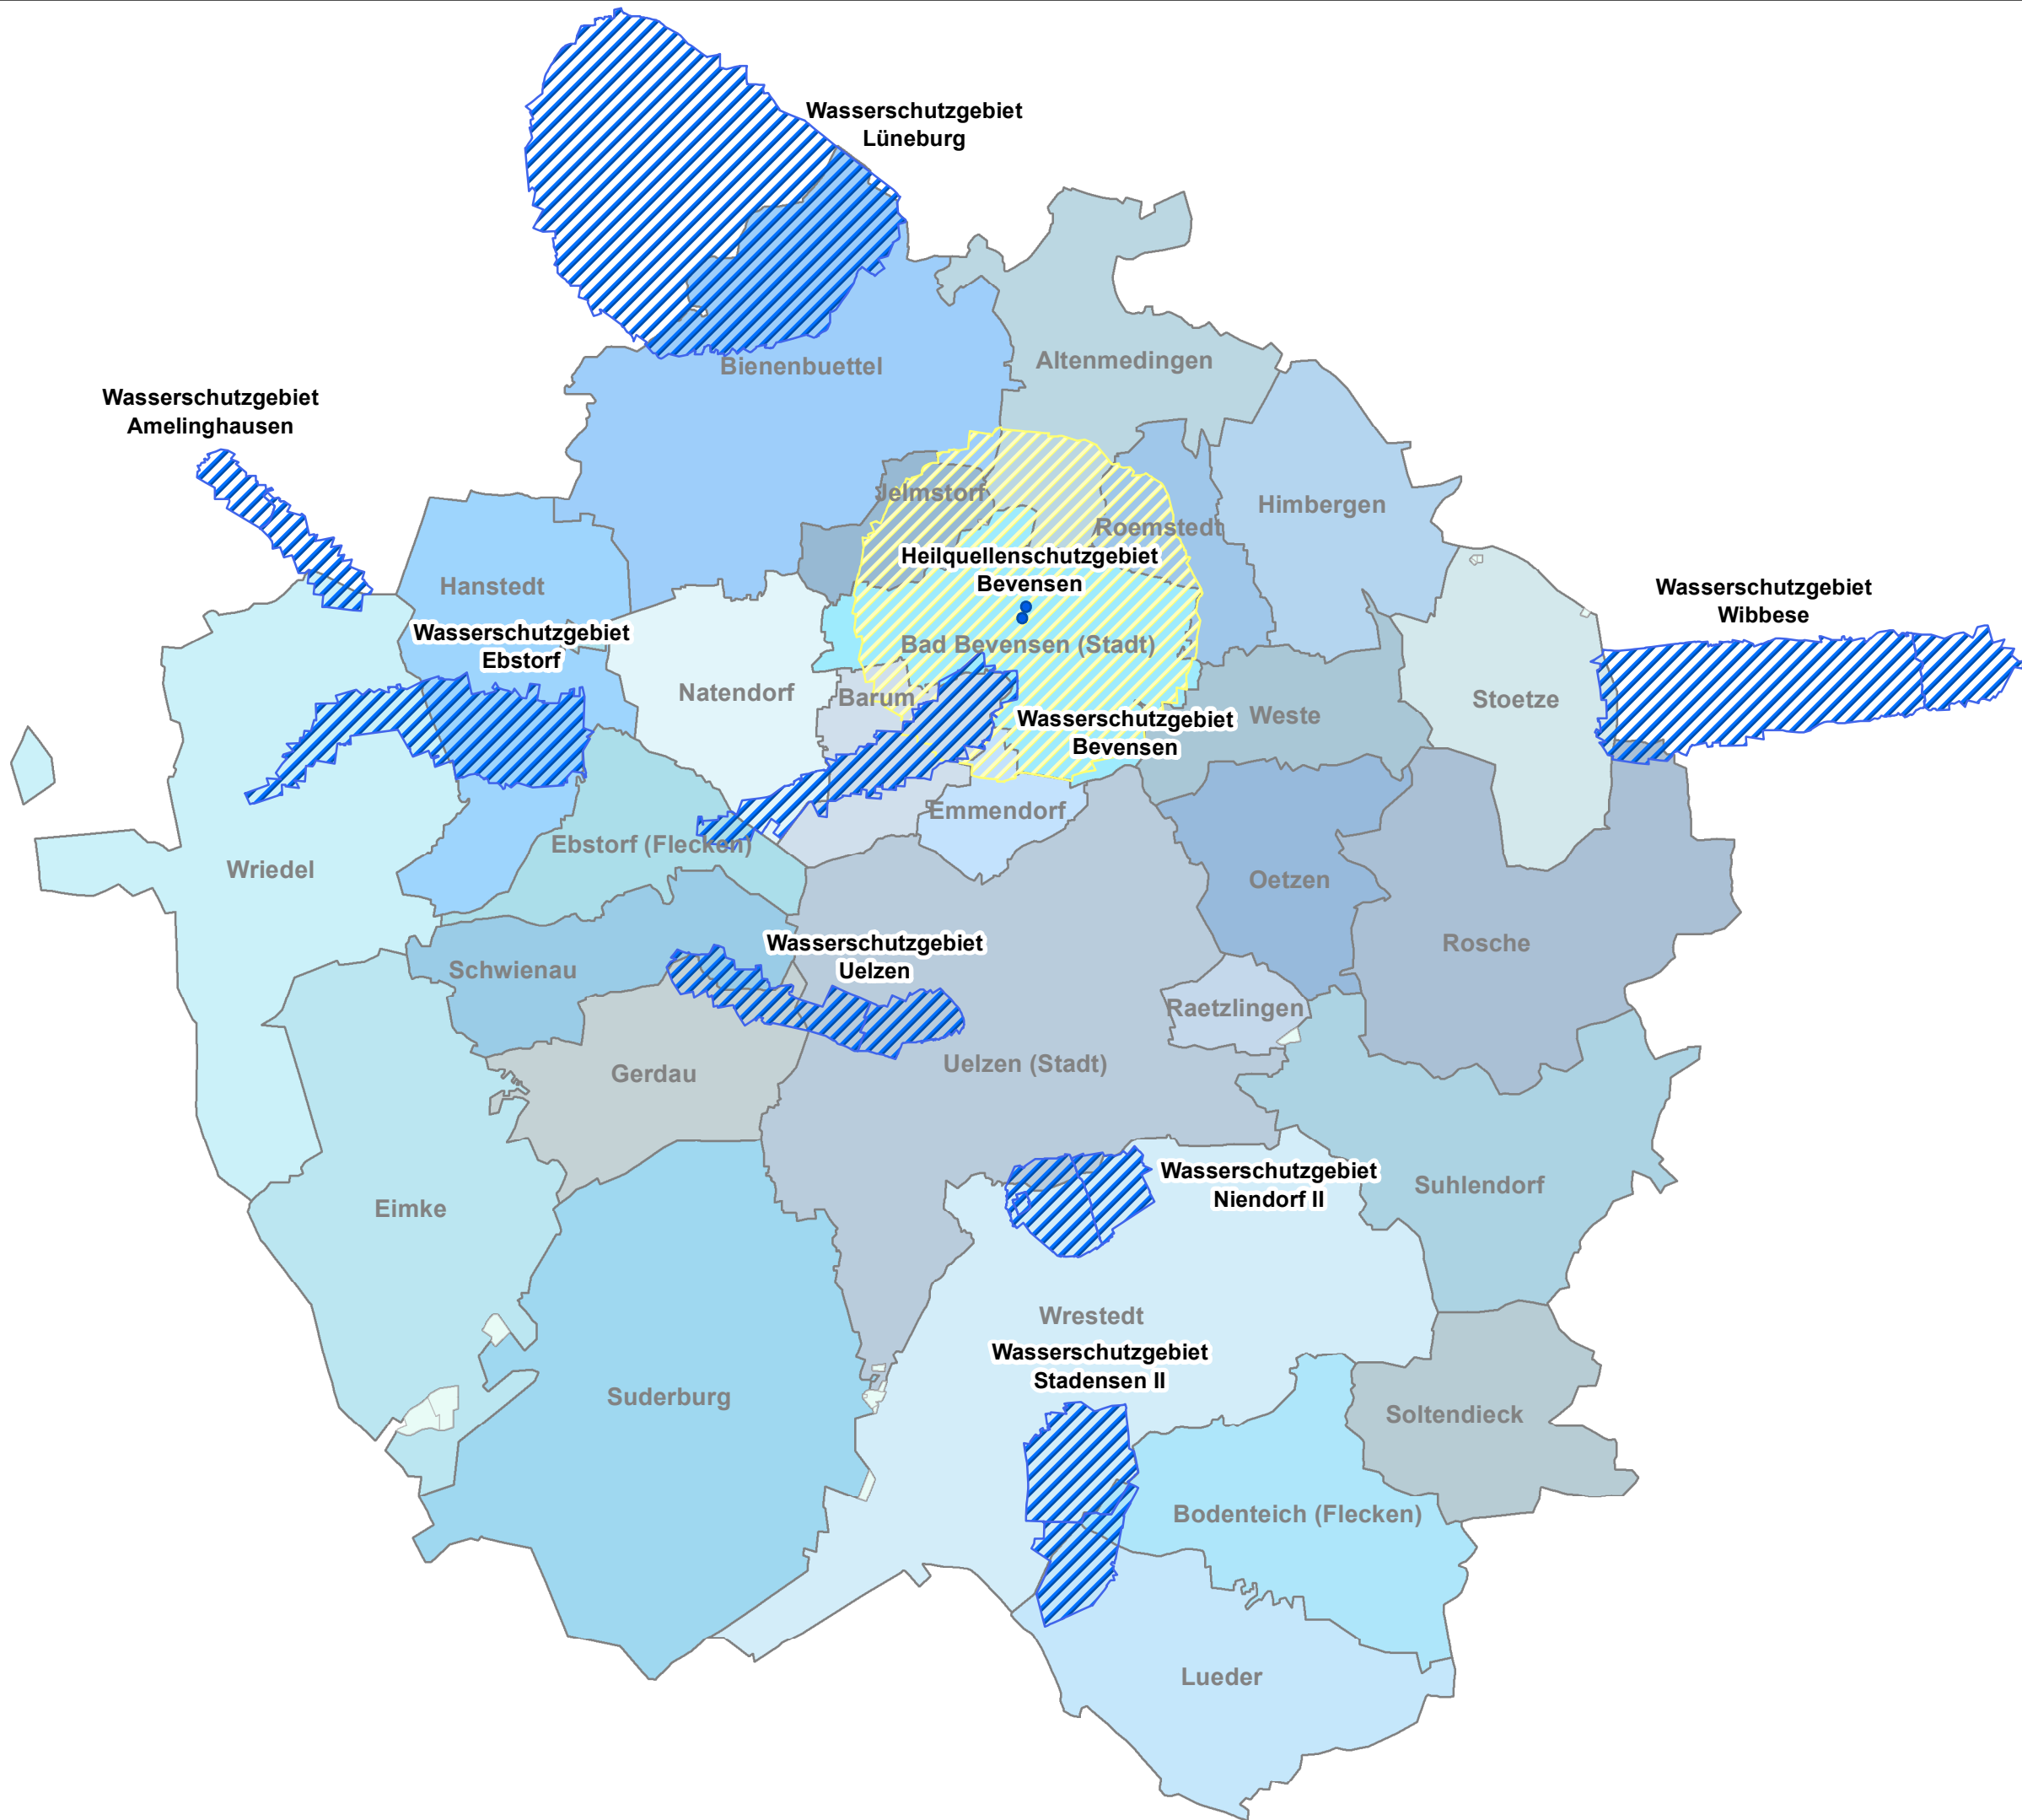 Wasserschutzgebiet
Lüneburg
Bienenbuettel
Altenmedingen
Wasserschutzgebiet
Amelinghausen
Jelmstorf
Himbergen
Roemstedt
Heilquellenschutzgebiet
Bevensen
Hanstedt
Wasserschutzgebiet
Wibbese
Wasserschutzgebiet
Ebstorf
Bad Bevensen (Stadt)
Natendorf
Barum
Stoetze
Weste
Wasserschutzgebiet
Bevensen
Emmendorf
Ebstorf (Flecken)
Wriedel
Oetzen
Rosche
Wasserschutzgebiet
Uelzen
Schwienau
Raetzlingen
Uelzen (Stadt)
Gerdau
Wasserschutzgebiet
Niendorf II
Suhlendorf
Eimke
Wrestedt
Wasserschutzgebiet
Stadensen II
Suderburg
Soltendieck
Bodenteich (Flecken)
Lueder